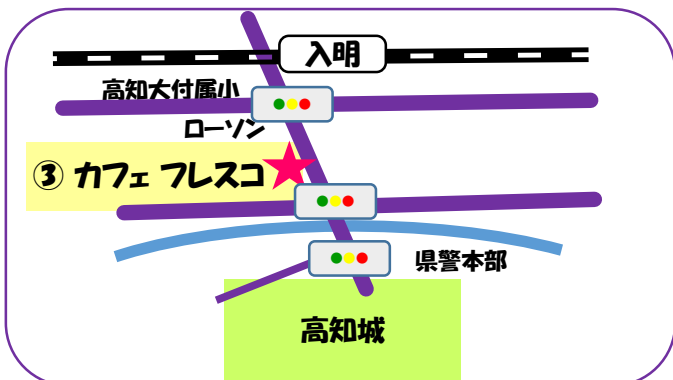 入明
高知大付属小
ローソン
③ カフェ フレスコ
県警本部
高知城